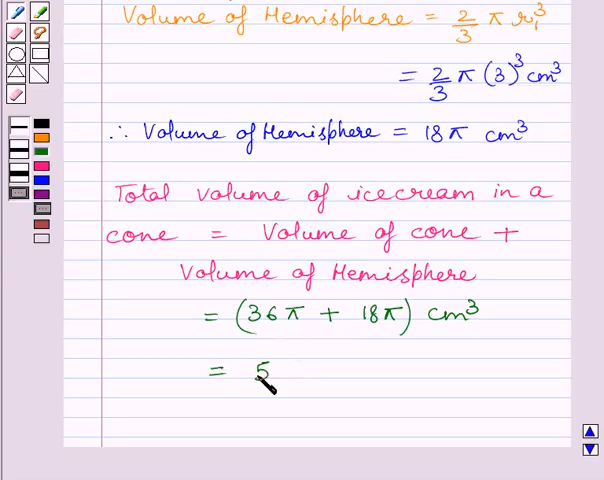 Volume of Hemisphere = 2/3 π r₁³
= 2/3 π (3)³ cm³
∴ Volume of Hemisphere = 18π cm³
Total volume of icecream in a
cone = Volume of cone +
Volume of Hemisphere
= (36π + 18π) cm³
= 5